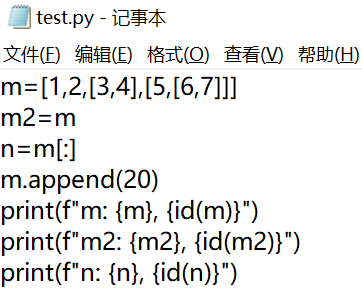 test.py - 记事本
文件(F) 编辑(E) 格式(O) 查看(V) 帮助(H)
m=[1,2,[3,4],[5,[6,7]]]
m2=m
n=m[:]
m.append(20)
print(f"m: {m}, {id(m)}")
print(f"m2: {m2}, {id(m2)}")
print(f"n: {n}, {id(n)}")